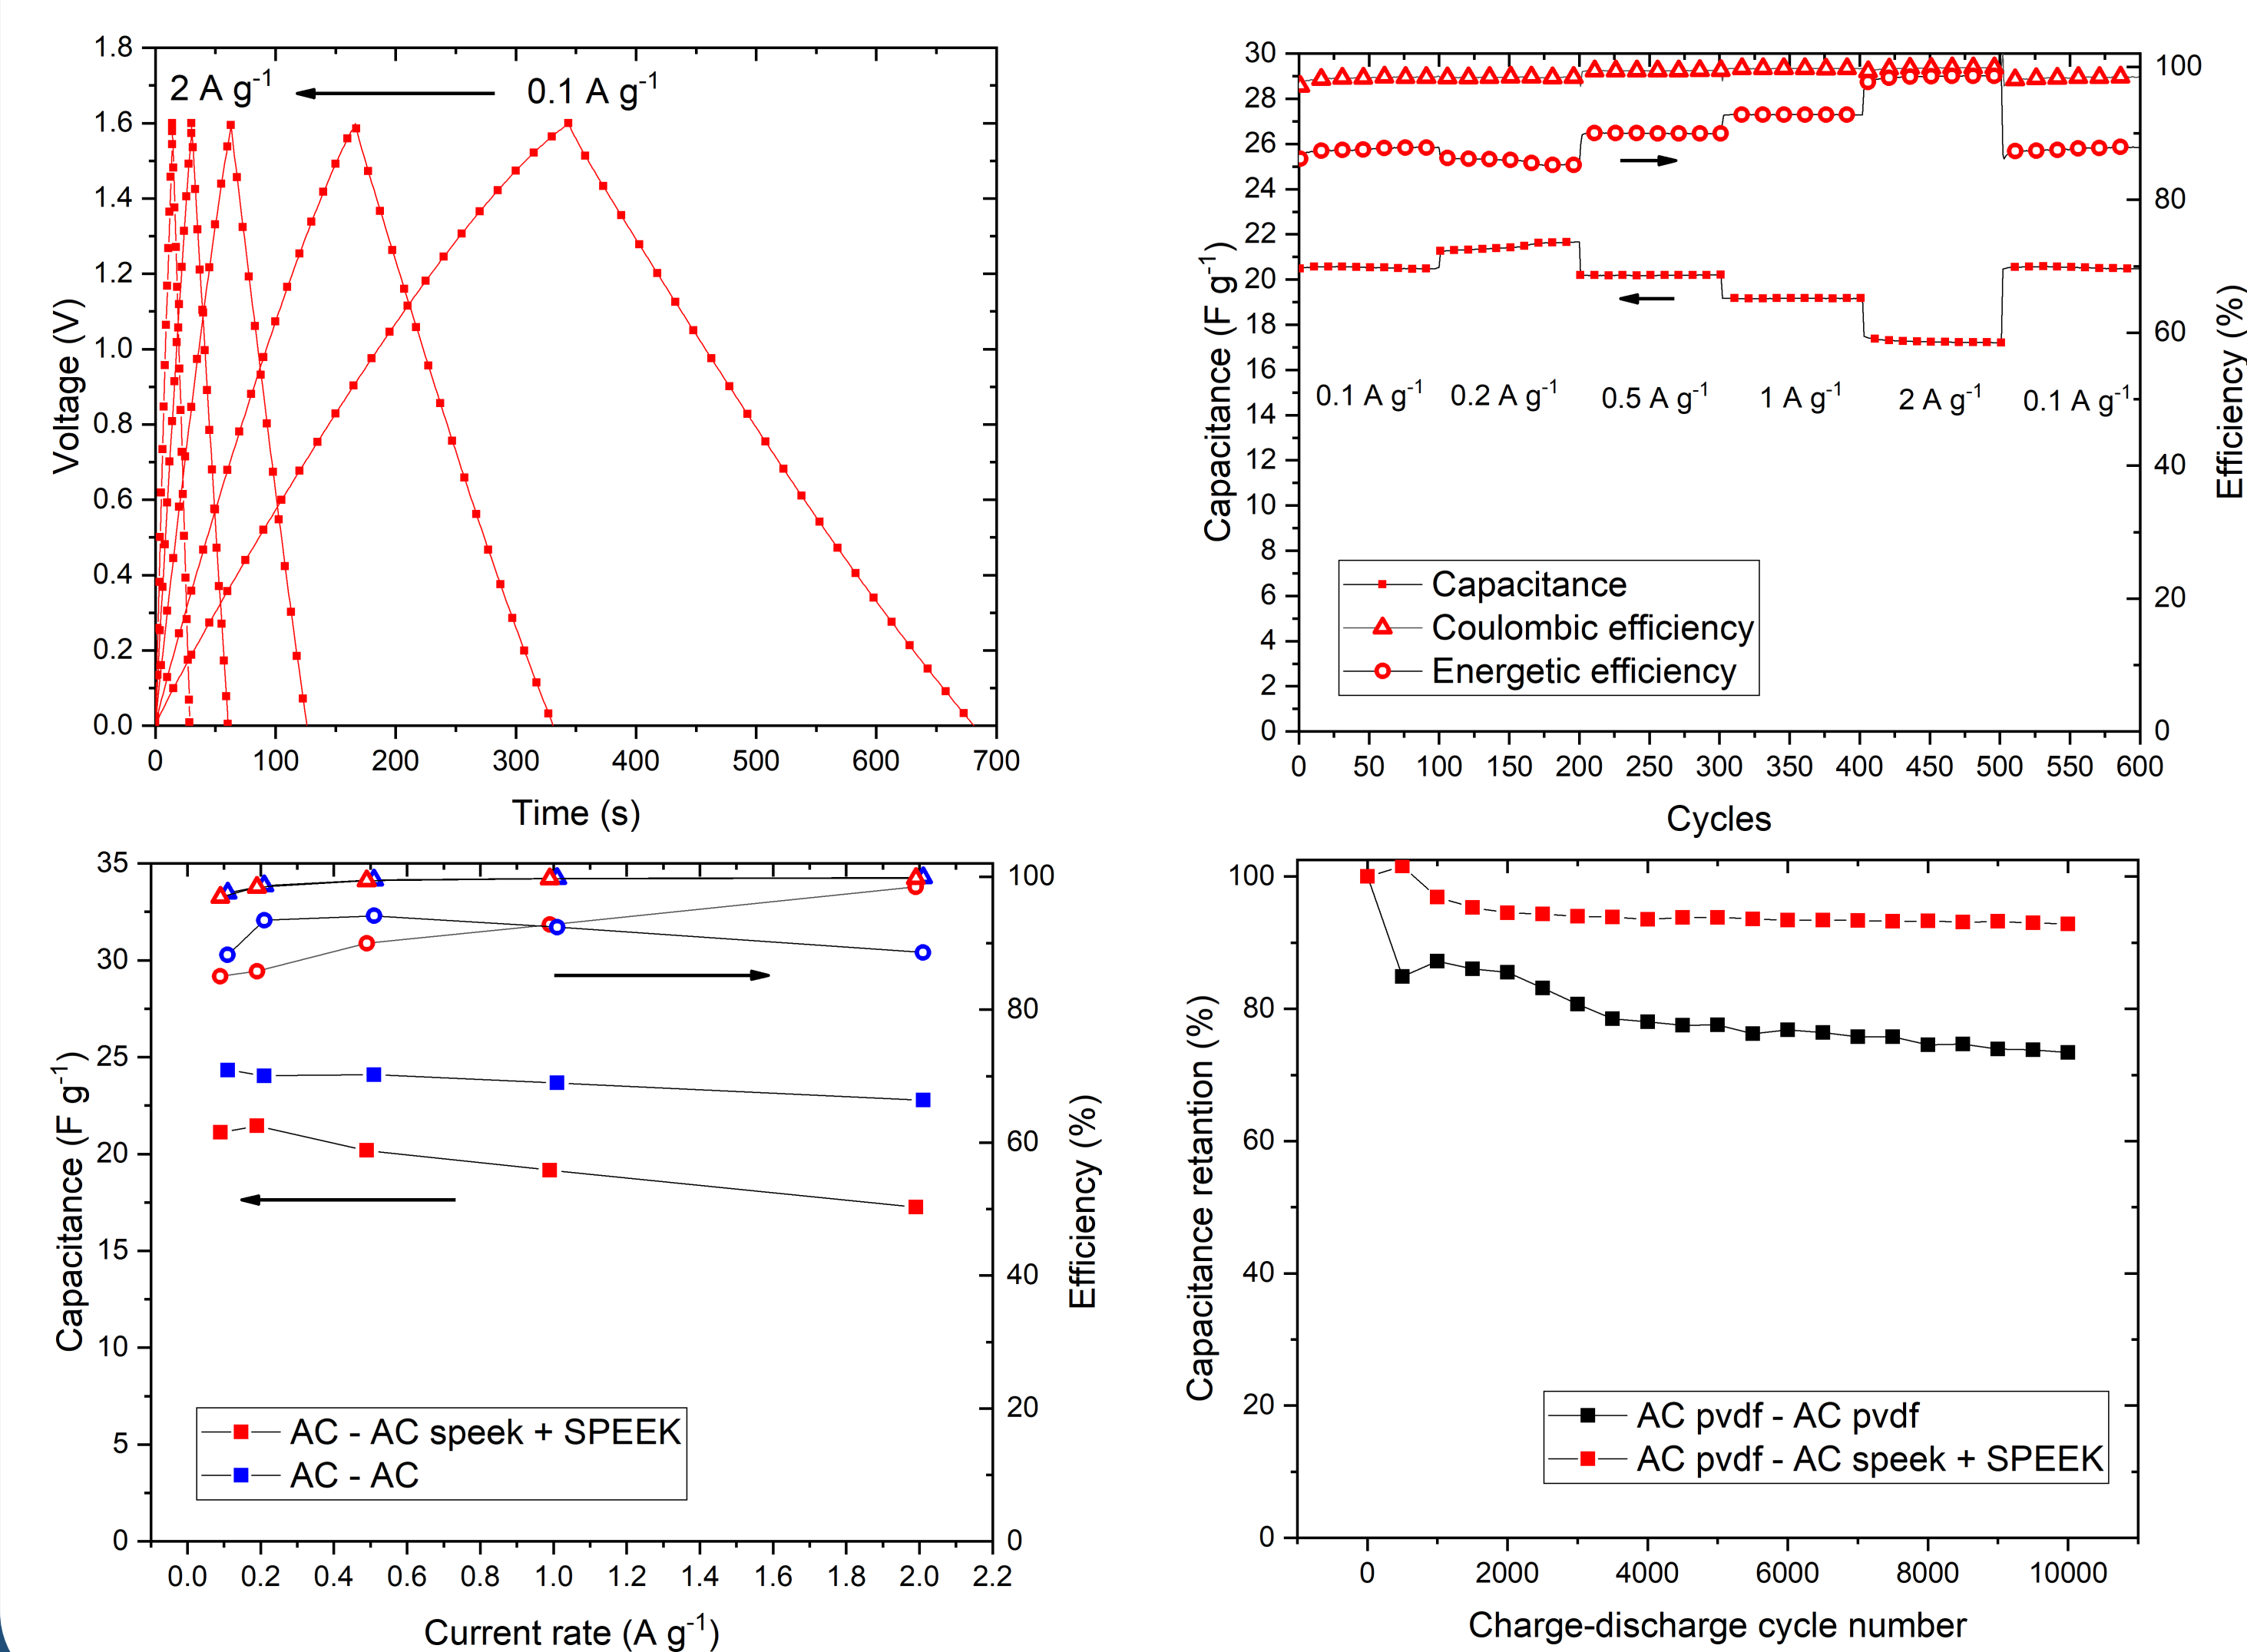 2 A g-1
0.1 A g-1
1.8
1.6
1.4
1.2
1.0
0.8
0.6
0.4
0.2
0.0
Voltage (V)
0 100 200 300 400 500 600 700
Time (s)
30
28
26
24
22
20
18
16
14
12
10
8
6
4
2
0
Capacitance (F g-1)
100
80
60
40
20
0
Efficiency (%)
0.1 A g-1
0.2 A g-1
0.5 A g-1
1 A g-1
2 A g-1
0.1 A g-1
Capacitance
Coulombic efficiency
Energetic efficiency
0 50 100 150 200 250 300 350 400 450 500 550 600
Cycles
35
30
25
20
15
10
5
0
Capacitance (F g-1)
100
80
60
40
20
0
Efficiency (%)
AC - AC speek + SPEEK
AC - AC
0.0 0.2 0.4 0.6 0.8 1.0 1.2 1.4 1.6 1.8 2.0 2.2
Current rate (A g-1)
100
80
60
40
20
0
Capacitance retantion (%)
AC pvdf - AC pvdf
AC pvdf - AC speek + SPEEK
0 2000 4000 6000 8000 10000
Charge-discharge cycle number